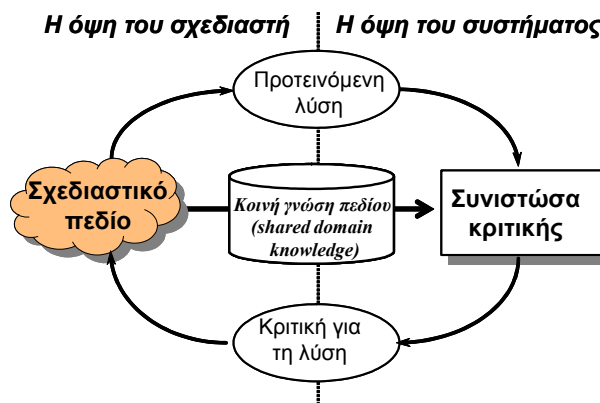 Η όψη του σχεδιαστή
Η όψη του συστήματος
Προτεινόμενη
λύση
Σχεδιαστικό
πεδίο
Κοινή γνώση πεδίου
(shared domain
knowledge)
Συνιστώσα
κριτικής
Κριτική για
τη λύση